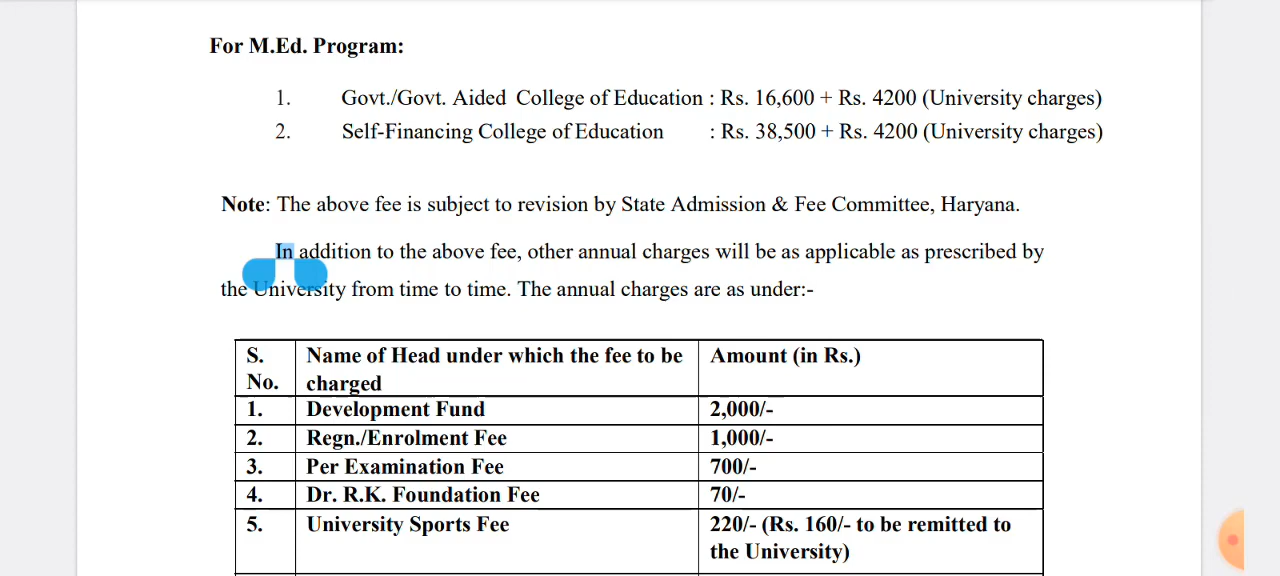 For M.Ed. Program:
1. Govt./Govt. Aided College of Education : Rs. 16,600 + Rs. 4200 (University charges)
2. Self-Financing College of Education : Rs. 38,500 + Rs. 4200 (University charges)
Note: The above fee is subject to revision by State Admission & Fee Committee, Haryana.
In addition to the above fee, other annual charges will be as applicable as prescribed by
the University from time to time. The annual charges are as under:-
S. Name of Head under which the fee to be Amount (in Rs.)
No. charged
1. Development Fund 2,000/-
2. Regn./Enrolment Fee 1,000/-
3. Per Examination Fee 700/-
4. Dr. R.K. Foundation Fee 70/-
5. University Sports Fee 220/- (Rs. 160/- to be remitted to
the University)